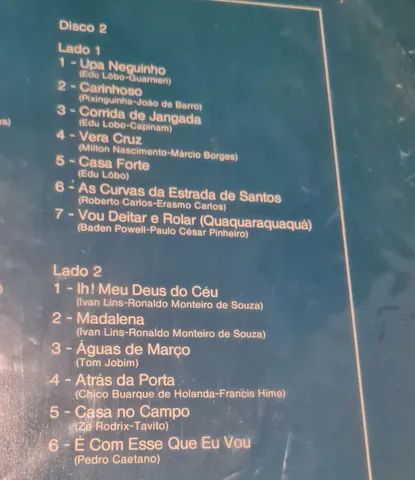 Disco 2
Lado 1
1 - Upa Neguinho
(Edu Lôbo-Guarnieri)
2 - Carinhoso
(Pixinguinha-João de Barro)
3 - Corrida de Jangada
(Edu Lobo-Capinam)
4 - Vera Cruz
(Milton Nascimento-Márcio Borges)
5 - Casa Forte
(Edu Lôbo)
6 - As Curvas da Estrada de Santos
(Roberto Carlos-Erasmo Carlos)
7 - Vou Deitar e Rolar (Quaquaraquaquá)
(Baden Powell-Paulo César Pinheiro)
Lado 2
1 - Ih! Meu Deus do Céu
(Ivan Lins-Ronaldo Monteiro de Souza)
2 - Madalena
(Ivan Lins-Ronaldo Monteiro de Souza)
3 - Águas de Março
(Tom Jobim)
4 - Atrás da Porta
(Chico Buarque de Holanda-Francis Hime)
5 - Casa no Campo
(Zé Rodrix-Tavito)
6 - É Com Esse Que Eu Vou
(Pedro Caetano)